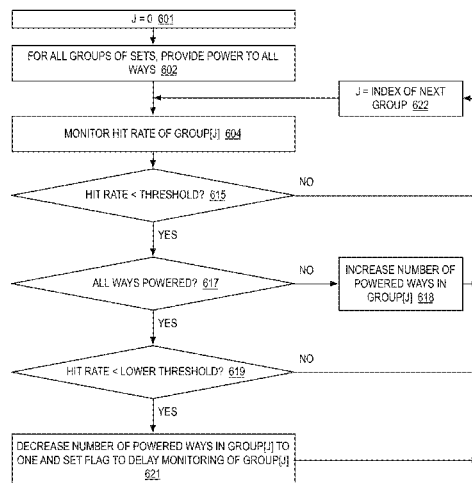 J = 0 601
FOR ALL GROUPS OF SETS, PROVIDE POWER TO ALL
WAYS 602
J = INDEX OF NEXT
GROUP 622
MONITOR HIT RATE OF GROUP[J] 604
HIT RATE < THRESHOLD? 615
NO
YES
ALL WAYS POWERED? 617
NO
INCREASE NUMBER OF
POWERED WAYS IN
GROUP[J] 618
YES
HIT RATE < LOWER THRESHOLD? 619
NO
YES
DECREASE NUMBER OF POWERED WAYS IN GROUP[J] TO
ONE AND SET FLAG TO DELAY MONITORING OF GROUP[J]
621